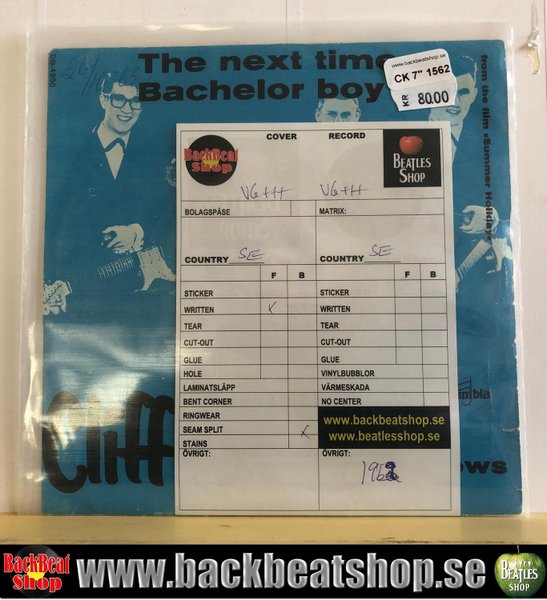 GB 4950
The next time
Bachelor boy
from the film »Summer Holiday
www.backbeatshop.se
CK 7" 1562
KR 80.00
COVER RECORD
BackBeat Shop
BEATLES SHOP
VG+++ VG+++
BOLAGSPÅSE MATRIX:
COUNTRY SE COUNTRY SE
F B F B
STICKER STICKER
WRITTEN X WRITTEN
TEAR TEAR
CUT-OUT CUT-OUT
GLUE GLUE
HOLE VINYLBUBBLOR
LAMINATSLÄPP VÄRMESKADA
BENT CORNER NO CENTER
RINGWEAR
www.backbeatshop.se
SEAM SPLIT X
www.beatlesshop.se
STAINS
ÖVRIGT: ÖVRIGT:
1962
mbia
Cliff
ows
BackBeat Shop www.backbeatshop.se BEATLES SHOP